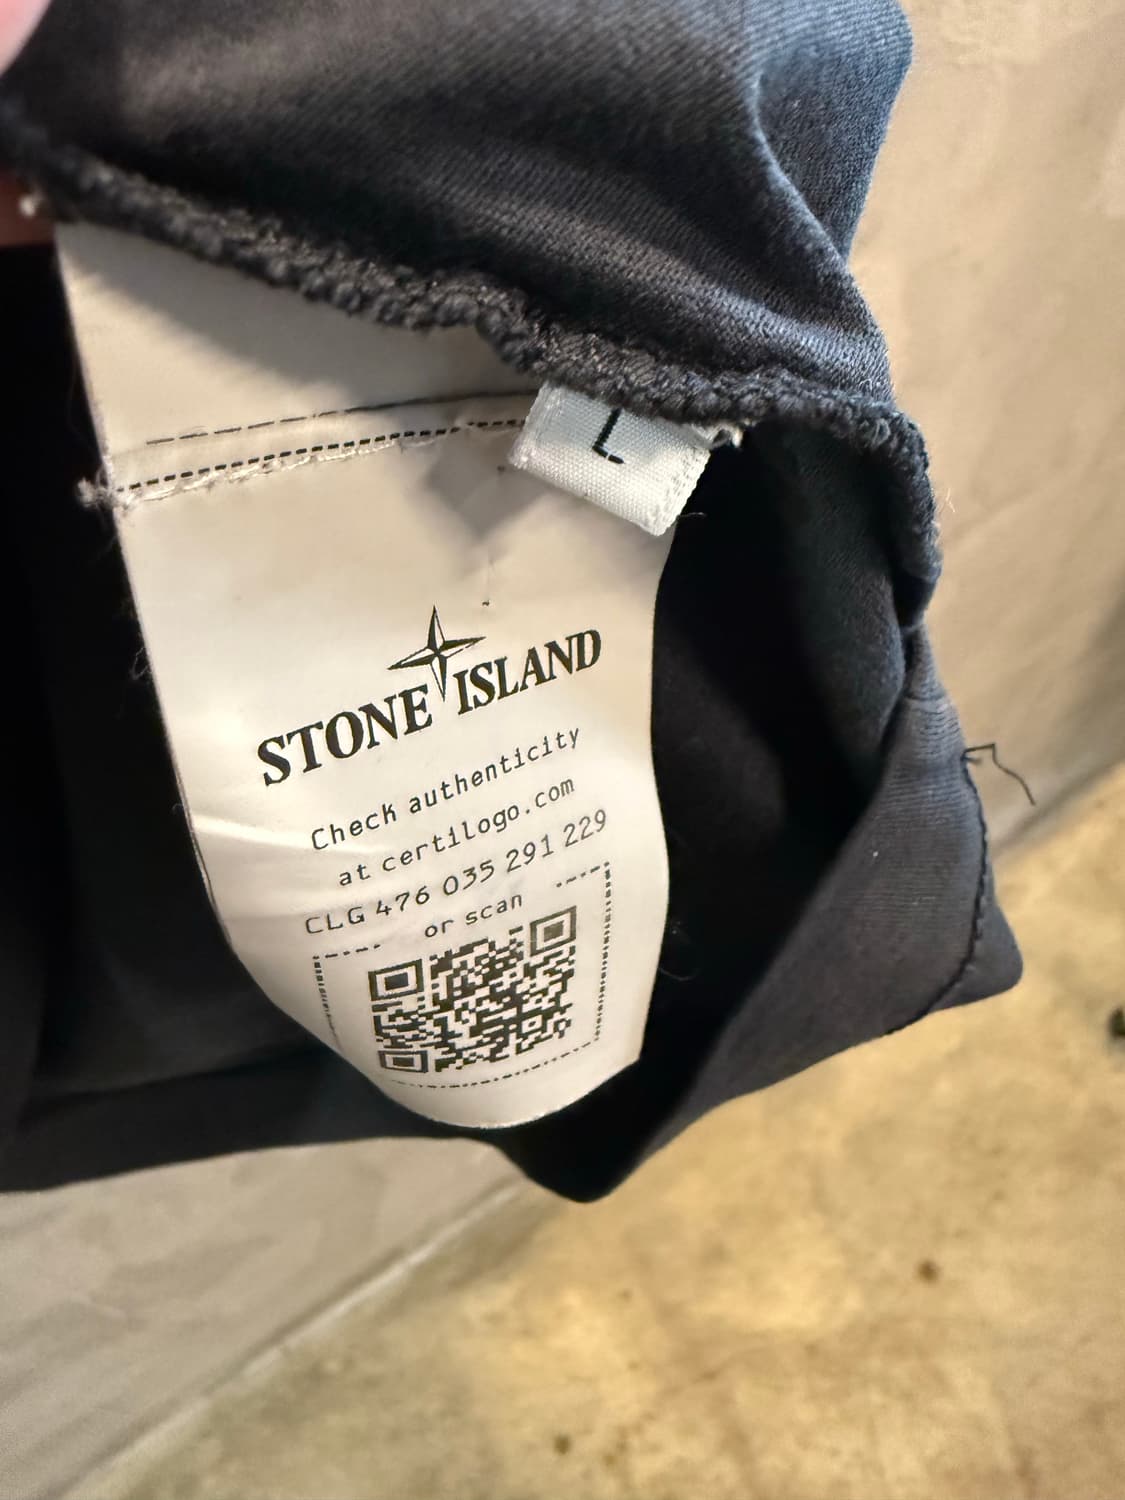 L
STONE ISLAND
Check authenticity
at certilogo.com
CLG 476 035 291 229
or scan